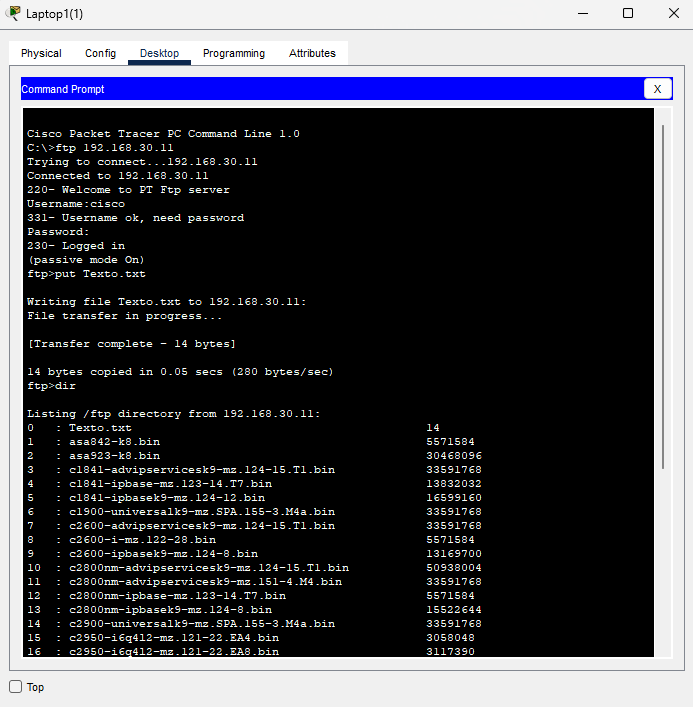 Laptop1(1)
Physical Config Desktop Programming Attributes
Command Prompt
X
Cisco Packet Tracer PC Command Line 1.0
C:\>ftp 192.168.30.11
Trying to connect...192.168.30.11
Connected to 192.168.30.11
220- Welcome to PT Ftp server
Username:cisco
331- Username ok, need password
Password:
230- Logged in
(passive mode On)
ftp>put Texto.txt
Writing file Texto.txt to 192.168.30.11:
File transfer in progress...
[Transfer complete - 14 bytes]
14 bytes copied in 0.05 secs (280 bytes/sec)
ftp>dir
Listing /ftp directory from 192.168.30.11:
0 : Texto.txt 14
1 : asa842-k8.bin 5571584
2 : asa923-k8.bin 30468096
3 : c1841-advipservicesk9-mz.124-15.T1.bin 33591768
4 : c1841-ipbase-mz.123-14.T7.bin 13832032
5 : c1841-ipbasek9-mz.124-12.bin 16599160
6 : c1900-universalk9-mz.SPA.155-3.M4a.bin 33591768
7 : c2600-advipservicesk9-mz.124-15.T1.bin 33591768
8 : c2600-i-mz.122-28.bin 5571584
9 : c2600-ipbasek9-mz.124-8.bin 13169700
10 : c2800nm-advipservicesk9-mz.124-15.T1.bin 50938004
11 : c2800nm-advipservicesk9-mz.151-4.M4.bin 33591768
12 : c2800nm-ipbase-mz.123-14.T7.bin 5571584
13 : c2800nm-ipbasek9-mz.124-8.bin 15522644
14 : c2900-universalk9-mz.SPA.155-3.M4a.bin 33591768
15 : c2950-i6q4l2-mz.121-22.EA4.bin 3058048
16 : c2950-i6q4l2-mz.121-22.EA8.bin 3117390
Top